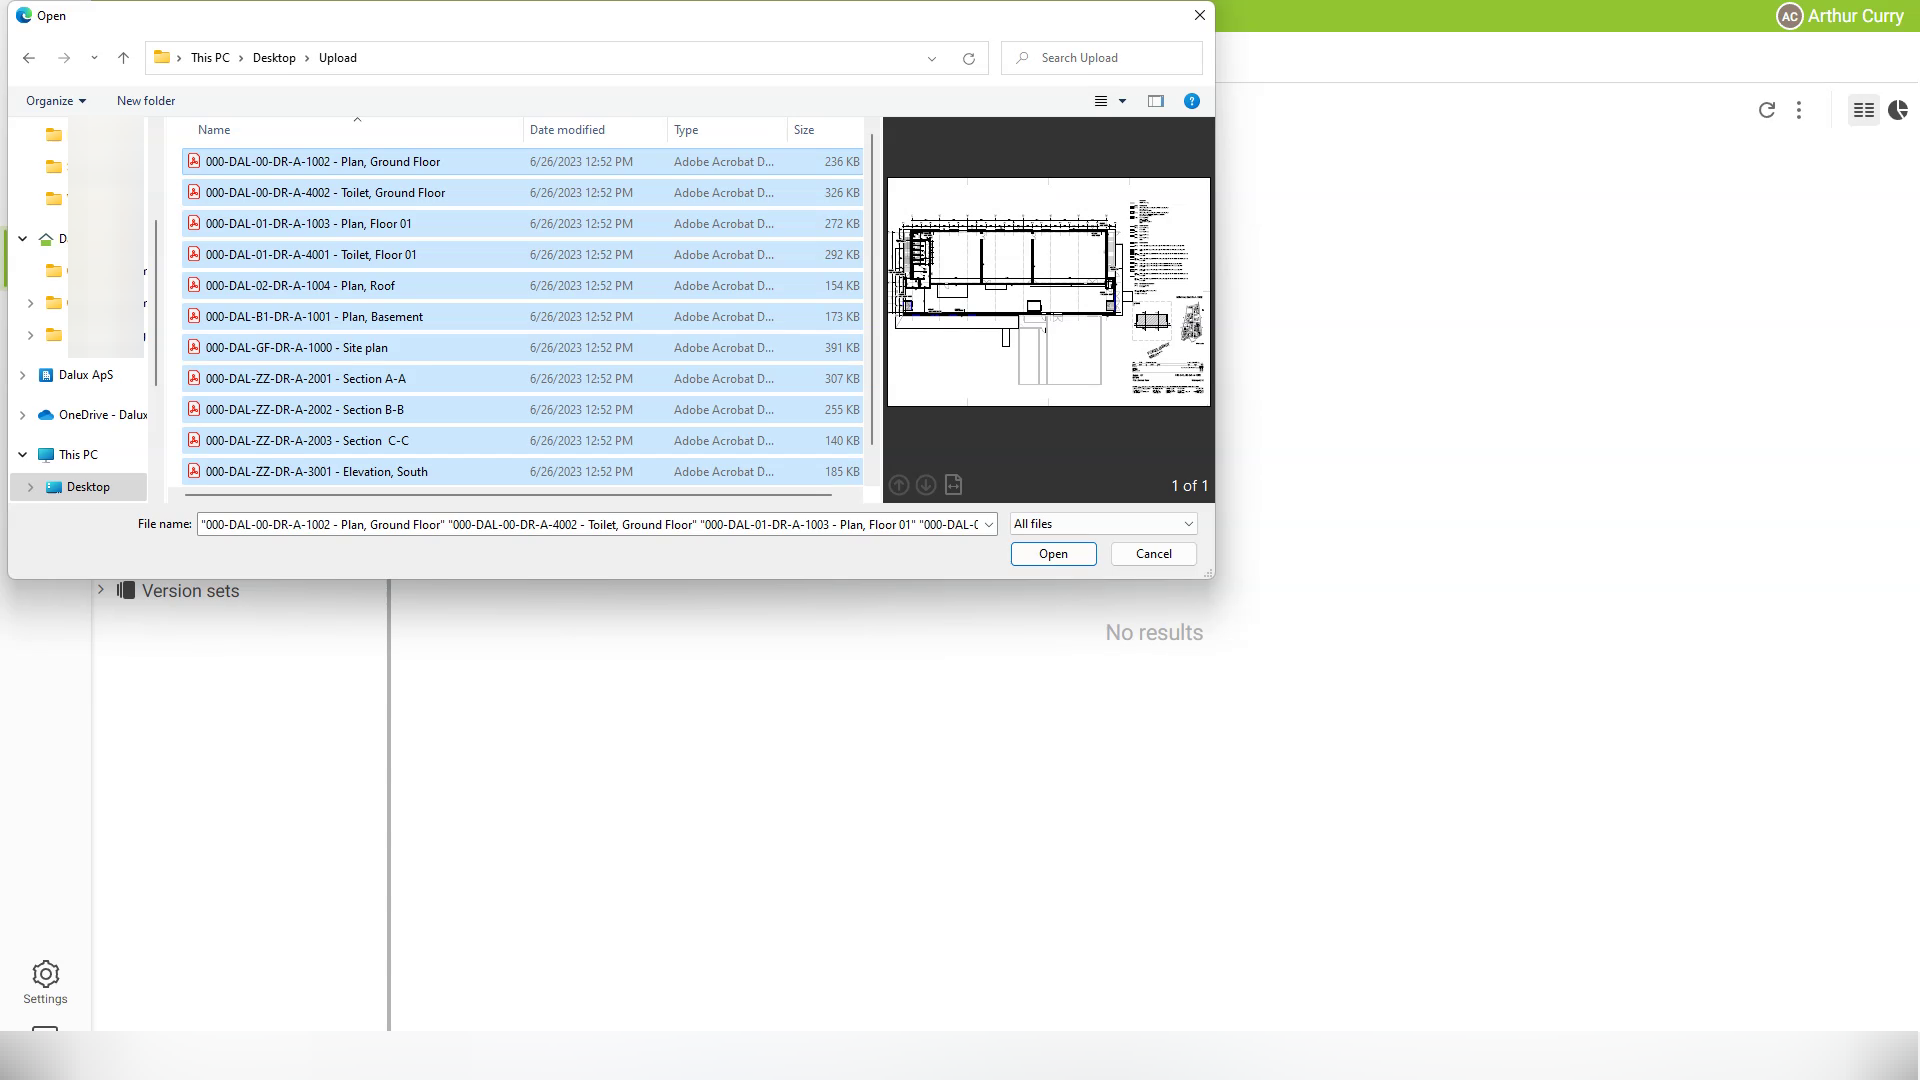 Open
AC Arthur Curry
This PC > Desktop > Upload
Search Upload
Organize
New folder
Name
Date modified
Type
Size
000-DAL-00-DR-A-1002 - Plan, Ground Floor 6/26/2023 12:52 PM Adobe Acrobat D... 236 KB
000-DAL-00-DR-A-4002 - Toilet, Ground Floor 6/26/2023 12:52 PM Adobe Acrobat D... 326 KB
000-DAL-01-DR-A-1003 - Plan, Floor 01 6/26/2023 12:52 PM Adobe Acrobat D... 272 KB
000-DAL-01-DR-A-4001 - Toilet, Floor 01 6/26/2023 12:52 PM Adobe Acrobat D... 292 KB
000-DAL-02-DR-A-1004 - Plan, Roof 6/26/2023 12:52 PM Adobe Acrobat D... 154 KB
000-DAL-B1-DR-A-1001 - Plan, Basement 6/26/2023 12:52 PM Adobe Acrobat D... 173 KB
000-DAL-GF-DR-A-1000 - Site plan 6/26/2023 12:52 PM Adobe Acrobat D... 391 KB
000-DAL-ZZ-DR-A-2001 - Section A-A 6/26/2023 12:52 PM Adobe Acrobat D... 307 KB
000-DAL-ZZ-DR-A-2002 - Section B-B 6/26/2023 12:52 PM Adobe Acrobat D... 255 KB
000-DAL-ZZ-DR-A-2003 - Section  C-C 6/26/2023 12:52 PM Adobe Acrobat D... 140 KB
000-DAL-ZZ-DR-A-3001 - Elevation, South 6/26/2023 12:52 PM Adobe Acrobat D... 185 KB
Dalux ApS
OneDrive - Dalux
This PC
Desktop
1 of 1
File name: "000-DAL-00-DR-A-1002 - Plan, Ground Floor" "000-DAL-00-DR-A-4002 - Toilet, Ground Floor" "000-DAL-01-DR-A-1003 - Plan, Floor 01" "000-DAL-0
All files
Open
Cancel
Version sets
No results
Settings